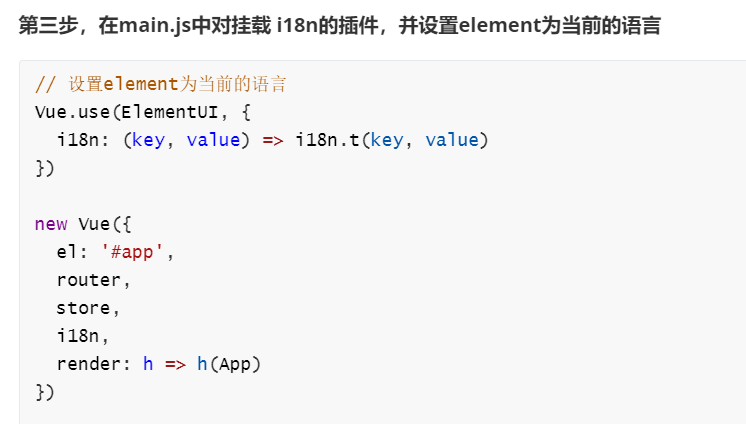 第三步，在main.js中对挂载 i18n的插件，并设置element为当前的语言
// 设置element为当前的语言
Vue.use(ElementUI, {
  i18n: (key, value) => i18n.t(key, value)
})
new Vue({
  el: '#app',
  router,
  store,
  i18n,
  render: h => h(App)
})